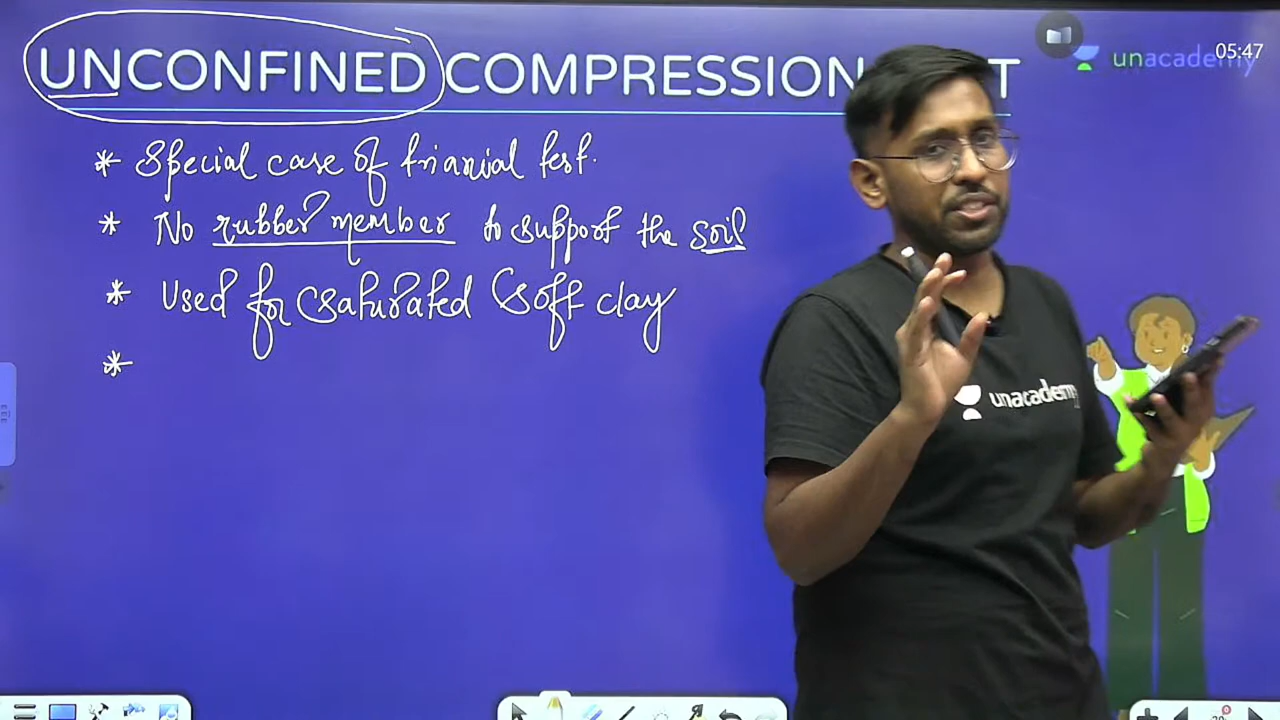 UNCONFINED COMPRESSION T
unacademy
05:47
* Special case of triaxial test.
* No rubber member to support the soil
* Used for saturated soft clay
*
unacademy